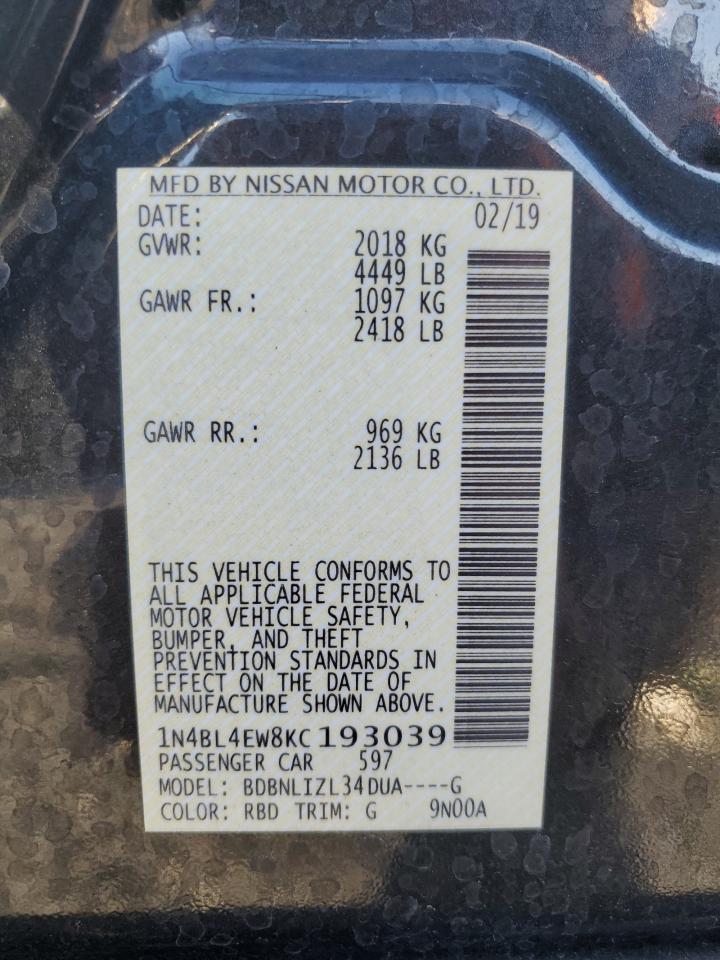 MFD BY NISSAN MOTOR CO., LTD.
DATE: 02/19
GVWR: 2018 KG
4449 LB
GAWR FR.: 1097 KG
2418 LB
GAWR RR.: 969 KG
2136 LB
THIS VEHICLE CONFORMS TO
ALL APPLICABLE FEDERAL
MOTOR VEHICLE SAFETY,
BUMPER, AND THEFT
PREVENTION STANDARDS IN
EFFECT ON THE DATE OF
MANUFACTURE SHOWN ABOVE.
1N4BL4EW8KC193039
PASSENGER CAR 597
MODEL: BDBNLIZL34DUA----G
COLOR: RBD TRIM: G 9N00A